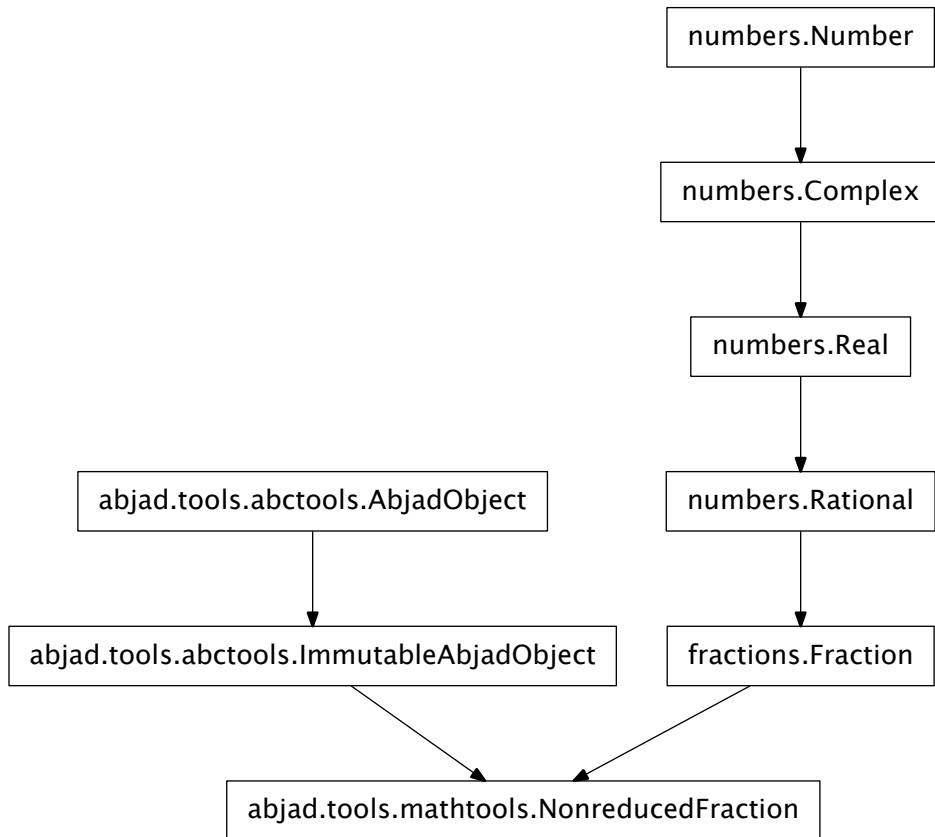 numbers.Number
numbers.Complex
numbers.Real
abjad.tools.abctools.AbjadObject
numbers.Rational
abjad.tools.abctools.ImmutableAbjadObject
fractions.Fraction
abjad.tools.mathtools.NonreducedFraction